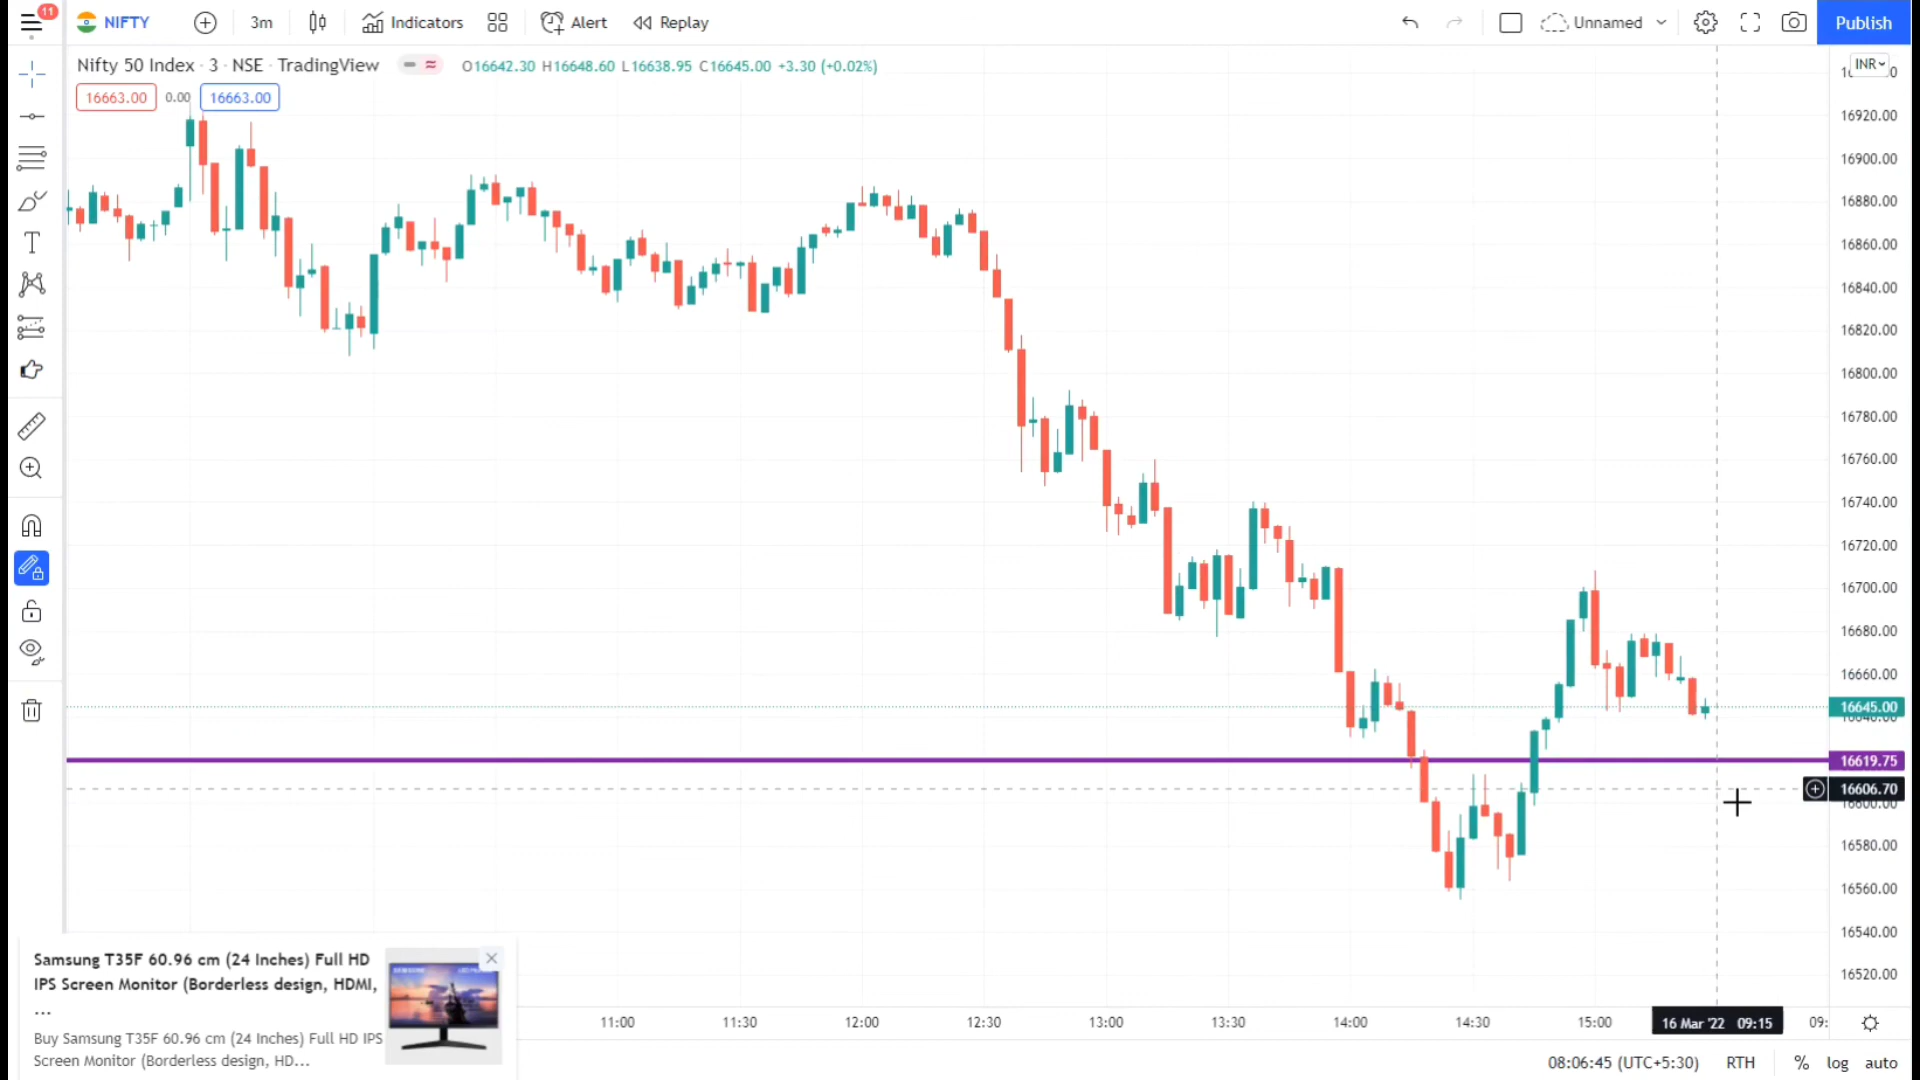 11
NIFTY
3m
Indicators
Alert
Replay
Unnamed
Publish
Nifty 50 Index · 3 · NSE · TradingView
O16642.30 H16648.60 L16638.95 C16645.00 +3.30 (+0.02%)
INR
16663.00 0.00 16663.00
16920.00
16900.00
16880.00
16860.00
16840.00
16820.00
16800.00
16780.00
16760.00
16740.00
16720.00
16700.00
16680.00
16660.00
16645.00
16619.75
16606.70
16580.00
16560.00
16540.00
16520.00
Samsung T35F 60.96 cm (24 Inches) Full HD
IPS Screen Monitor (Borderless design, HDMI,
...
Buy Samsung T35F 60.96 cm (24 Inches) Full HD IPS
Screen Monitor (Borderless design, HD...
11:00 11:30 12:00 12:30 13:00 13:30 14:00 14:30 15:00 16 Mar '22 09:15 09:
08:06:45 (UTC+5:30) RTH % log auto